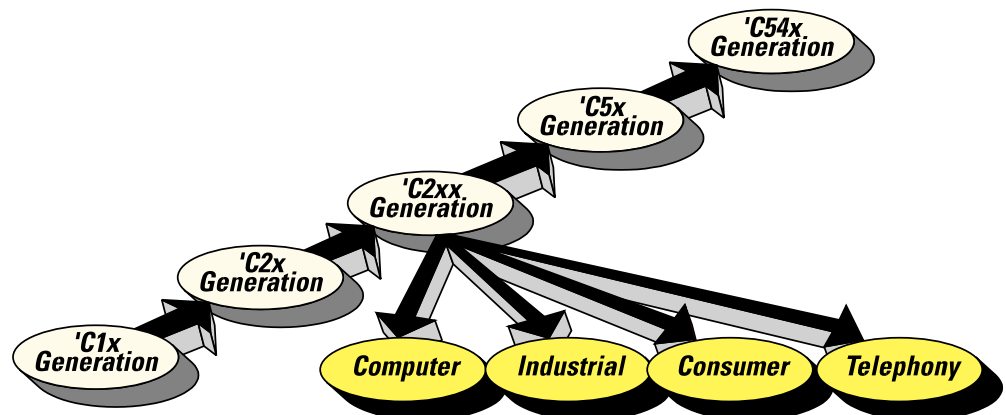 'C54x
Generation
'C5x
Generation
'C2xx
Generation
'C2x
Generation
'C1x
Generation
Computer
Industrial
Consumer
Telephony